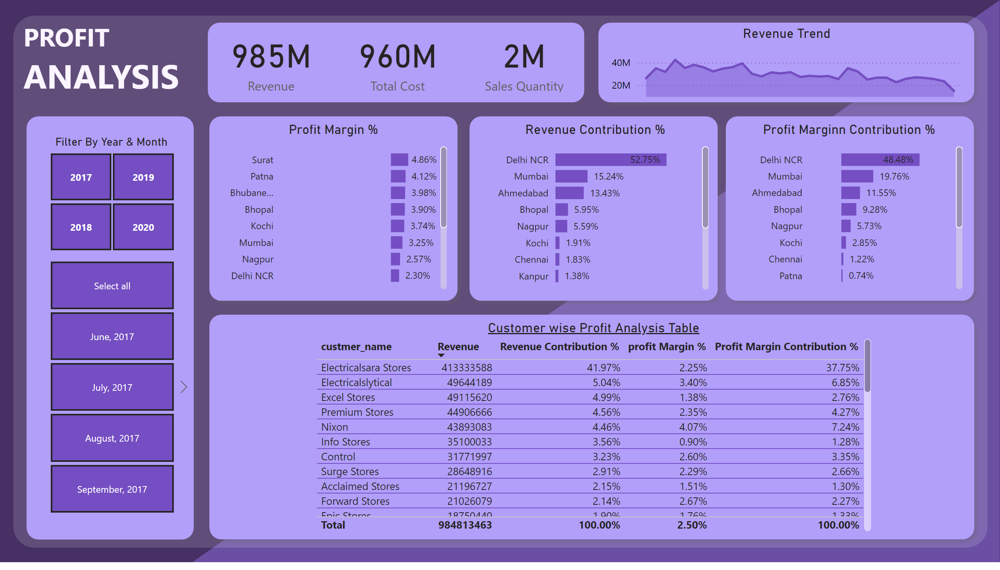 PROFIT
ANALYSIS
985M
Revenue
960M
Total Cost
2M
Sales Quantity
Revenue Trend
40M
20M
Filter By Year & Month
2017
2019
2018
2020
Select all
June, 2017
July, 2017
August, 2017
September, 2017
Profit Margin %
Surat 4.86%
Patna 4.12%
Bhubane... 3.98%
Bhopal 3.90%
Kochi 3.74%
Mumbai 3.25%
Nagpur 2.57%
Delhi NCR 2.30%
Revenue Contribution %
Delhi NCR 52.75%
Mumbai 15.24%
Ahmedabad 13.43%
Bhopal 5.95%
Nagpur 5.59%
Kochi 1.91%
Chennai 1.83%
Kanpur 1.38%
Profit Marginn Contribution %
Delhi NCR 48.48%
Mumbai 19.76%
Ahmedabad 11.55%
Bhopal 9.28%
Nagpur 5.73%
Kochi 2.85%
Chennai 1.22%
Patna 0.74%
Customer wise Profit Analysis Table
custmer_name Revenue Revenue Contribution % profit Margin % Profit Margin Contribution %
Electricalsara Stores 413333588 41.97% 2.25% 37.75%
Electricalslytical 49644189 5.04% 3.40% 6.85%
Excel Stores 49115620 4.99% 1.38% 2.76%
Premium Stores 44906666 4.56% 2.35% 4.27%
Nixon 43893083 4.46% 4.07% 7.24%
Info Stores 35100033 3.56% 0.90% 1.28%
Control 31771997 3.23% 2.60% 3.35%
Surge Stores 28648916 2.91% 2.29% 2.66%
Acclaimed Stores 21196727 2.15% 1.51% 1.30%
Forward Stores 21026079 2.14% 2.67% 2.27%
Epic Stores 18750440 1.90% 1.76% 1.33%
Total 984813463 100.00% 2.50% 100.00%